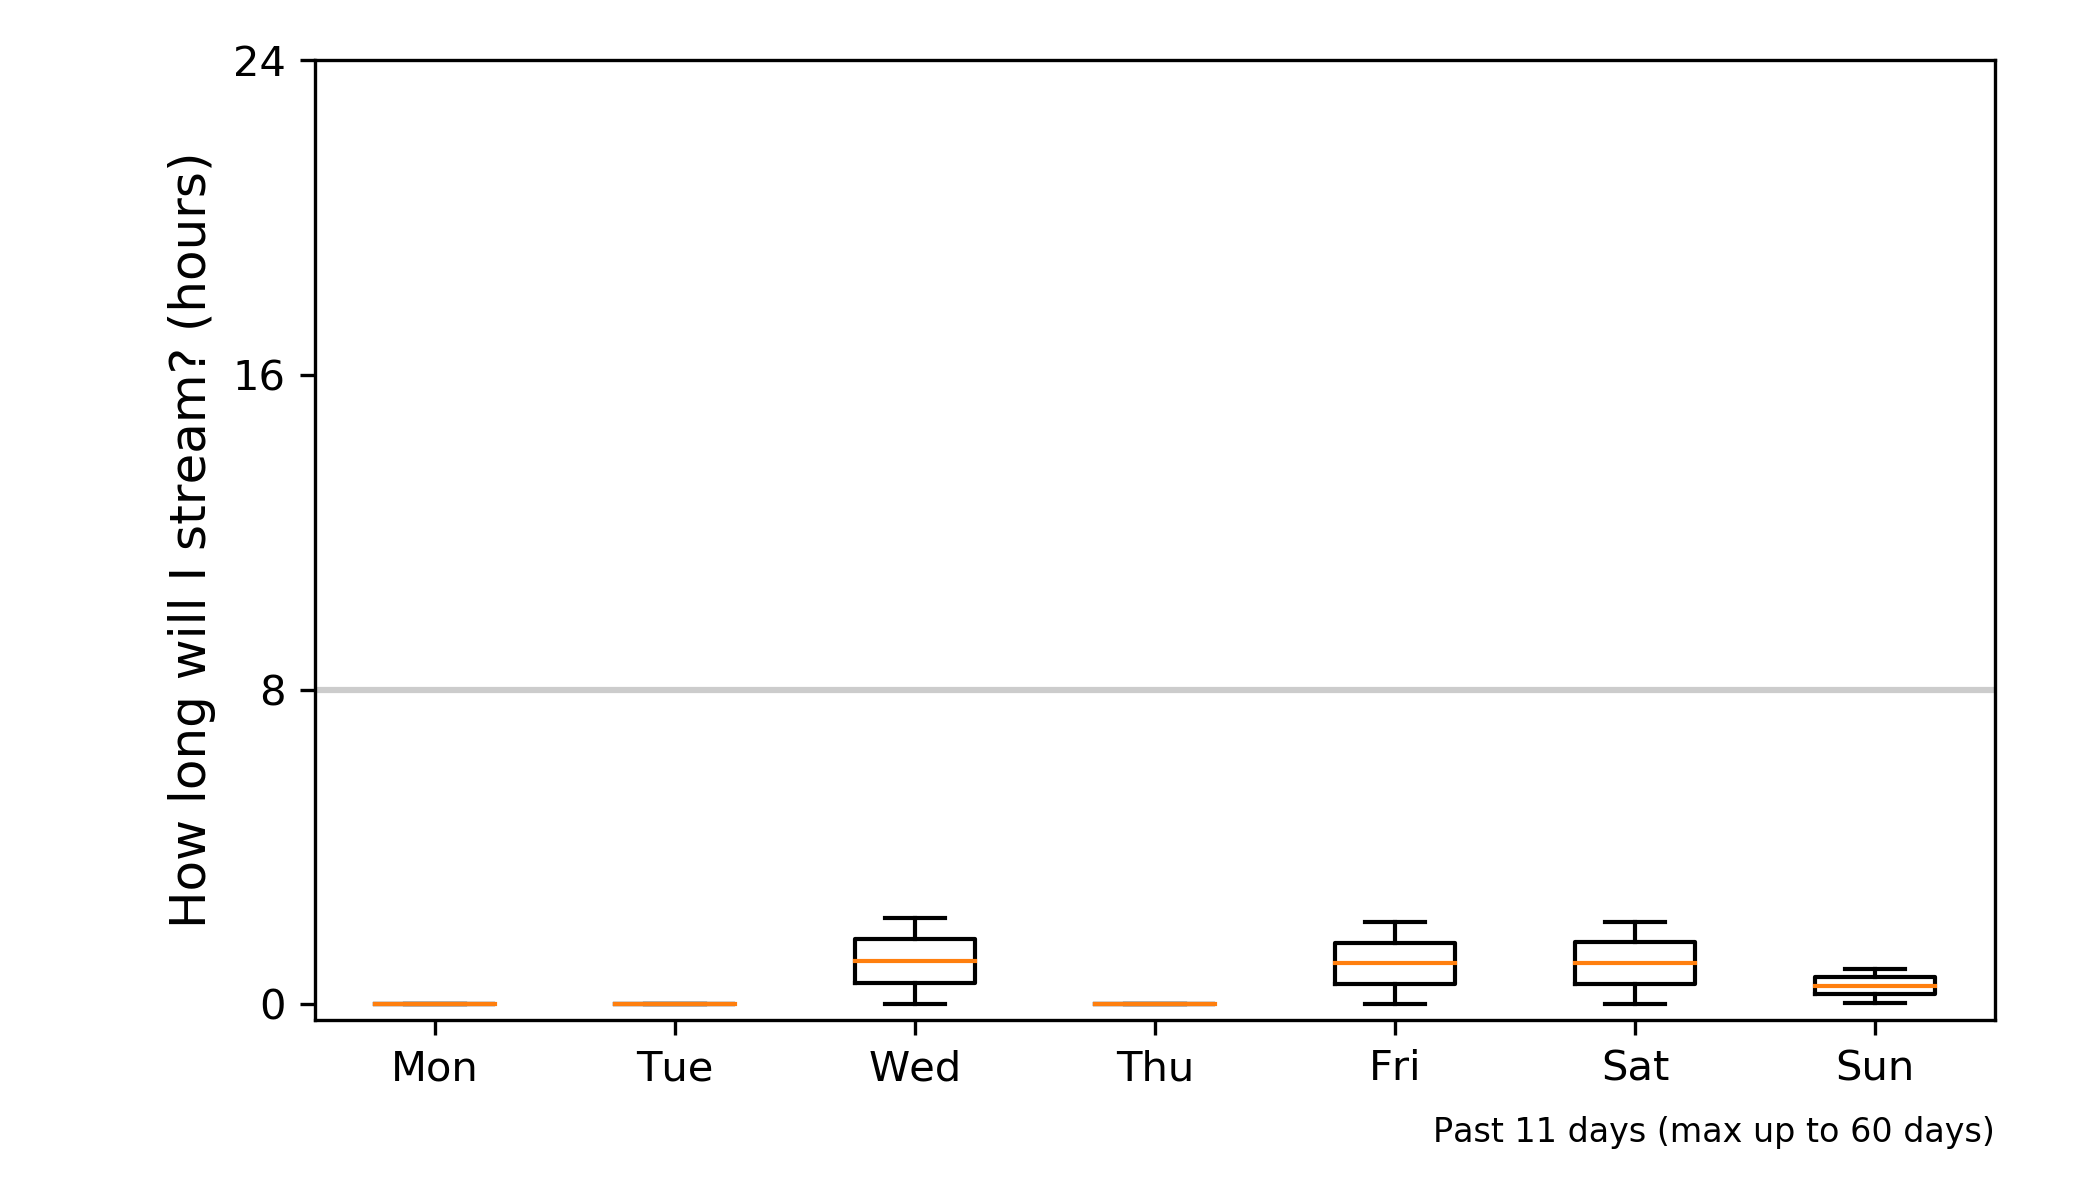 How long will I stream? (hours)
24
16
8
0
Mon Tue Wed Thu Fri Sat Sun
Past 11 days (max up to 60 days)